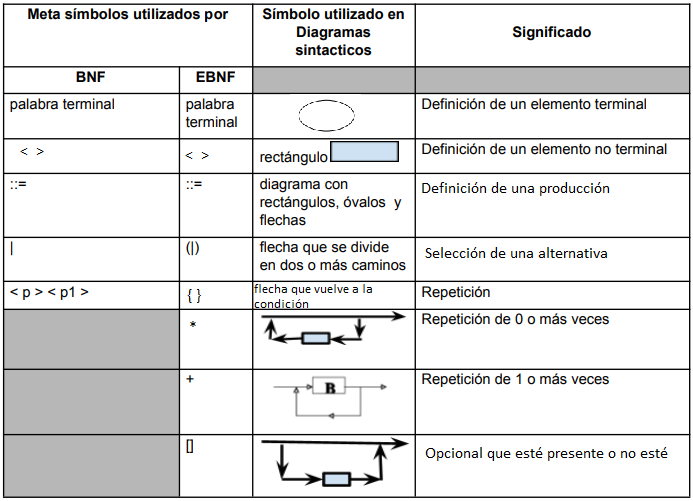 Meta símbolos utilizados por
Símbolo utilizado en
Diagramas
sintacticos
Significado
BNF
EBNF
palabra terminal
palabra
terminal
Definición de un elemento terminal
< >
< >
rectángulo
Definición de un elemento no terminal
::=
::=
diagrama con
rectángulos, óvalos y
flechas
Definición de una producción
|
(|)
flecha que se divide
en dos o más caminos
Selección de una alternativa
< p > < p1 >
{ }
flecha que vuelve a la
condición
Repetición
*
Repetición de 0 o más veces
+
B
Repetición de 1 o más veces
[]
Opcional que esté presente o no esté